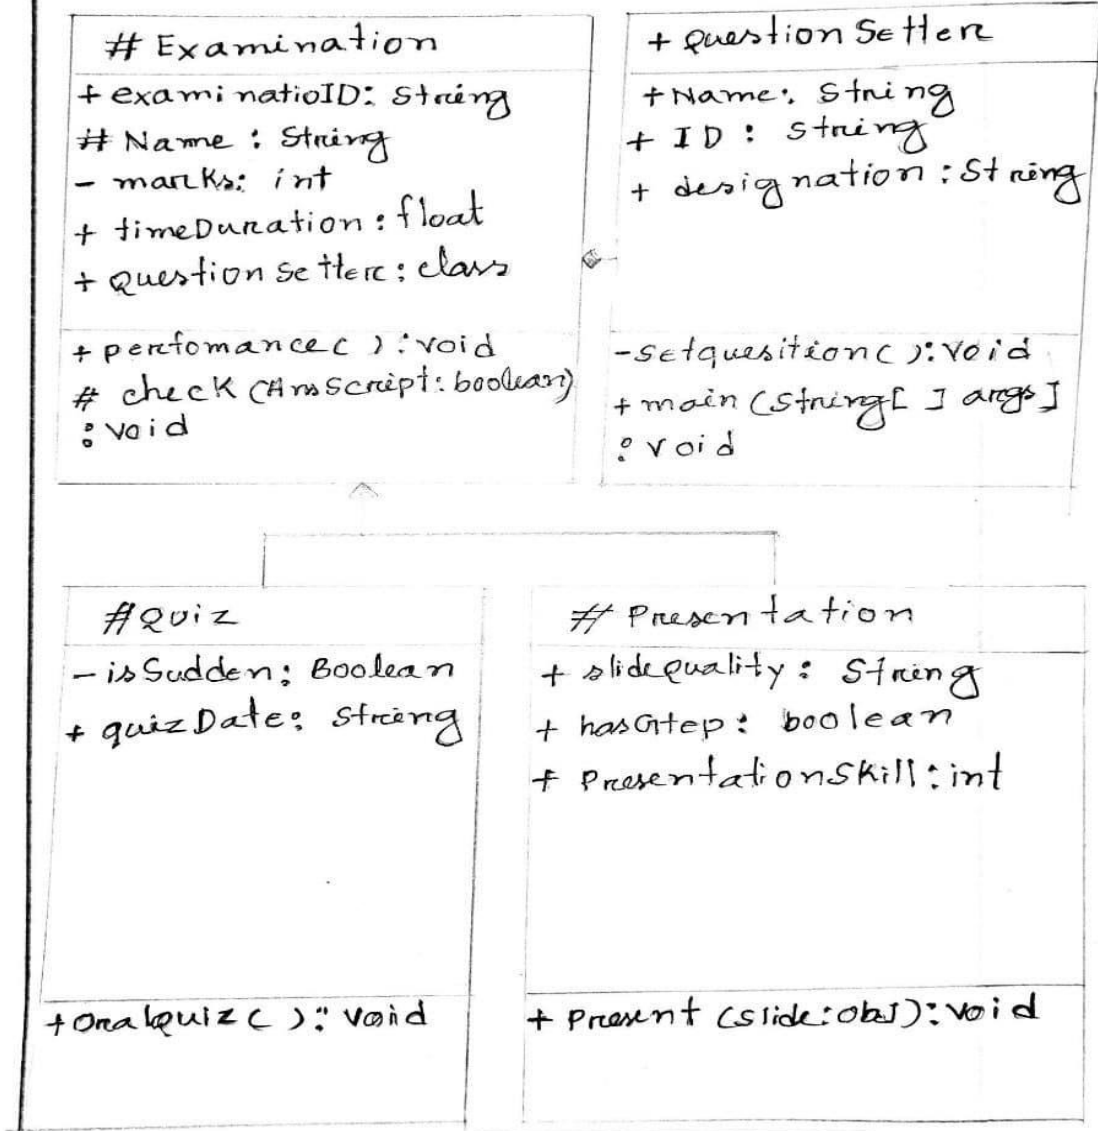 # Examination
+ examinatioID: String
# Name : String
- marks: int
+ timeDuration : float
+ Question Setter : class
+ perfomance( ) : void
# check (AnsScript: boolean)
: void
+ Question Setter
+ Name: String
+ ID : String
+ designation : String
- Setquesition( ): void
+ main (String[ ] args]
: void
# Quiz
- isSudden: Boolean
+ quizDate: String
+ OralQuiz( ): void
# Presentation
+ slideQuality : String
+ : boolean
+ PresentationSkill : int
+ Present (slide: obj): void